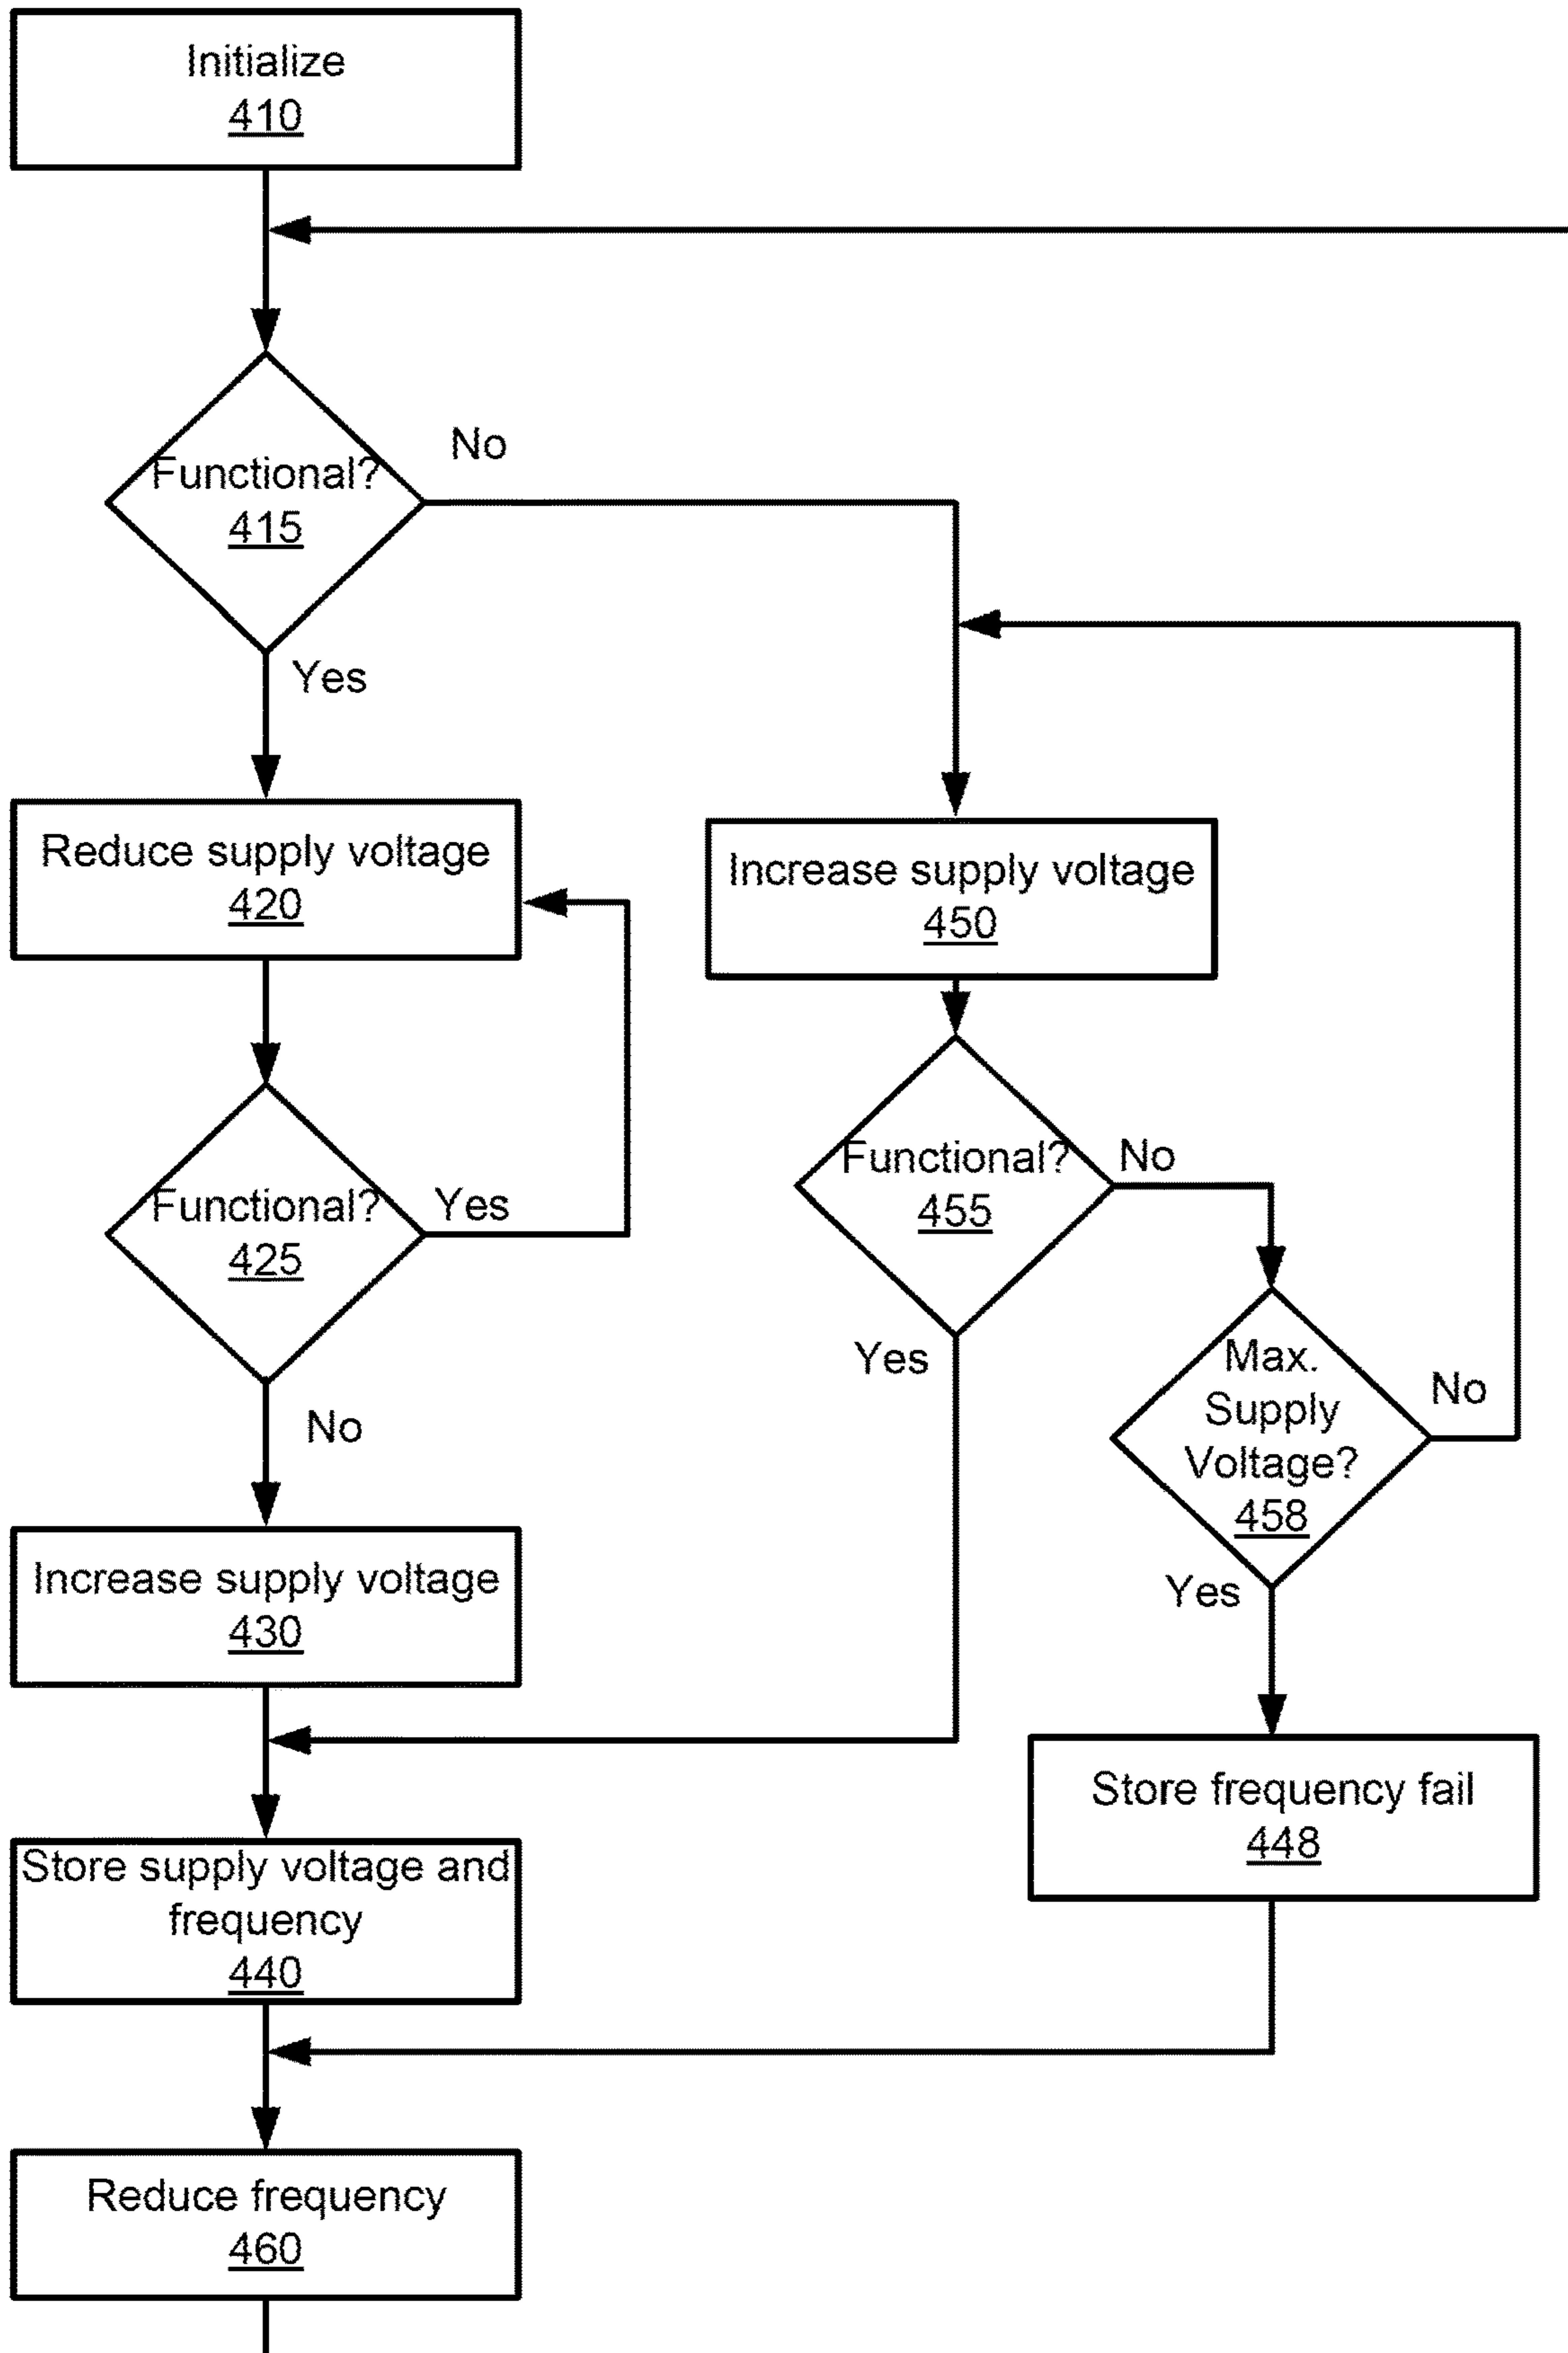 Initialize
410
Functional?
415
No
Yes
Reduce supply voltage
420
Increase supply voltage
450
Functional?
425
Yes
No
Functional?
455
No
Yes
Max.
Supply
Voltage?
458
No
Yes
Increase supply voltage
430
Store frequency fail
448
Store supply voltage and
frequency
440
Reduce frequency
460